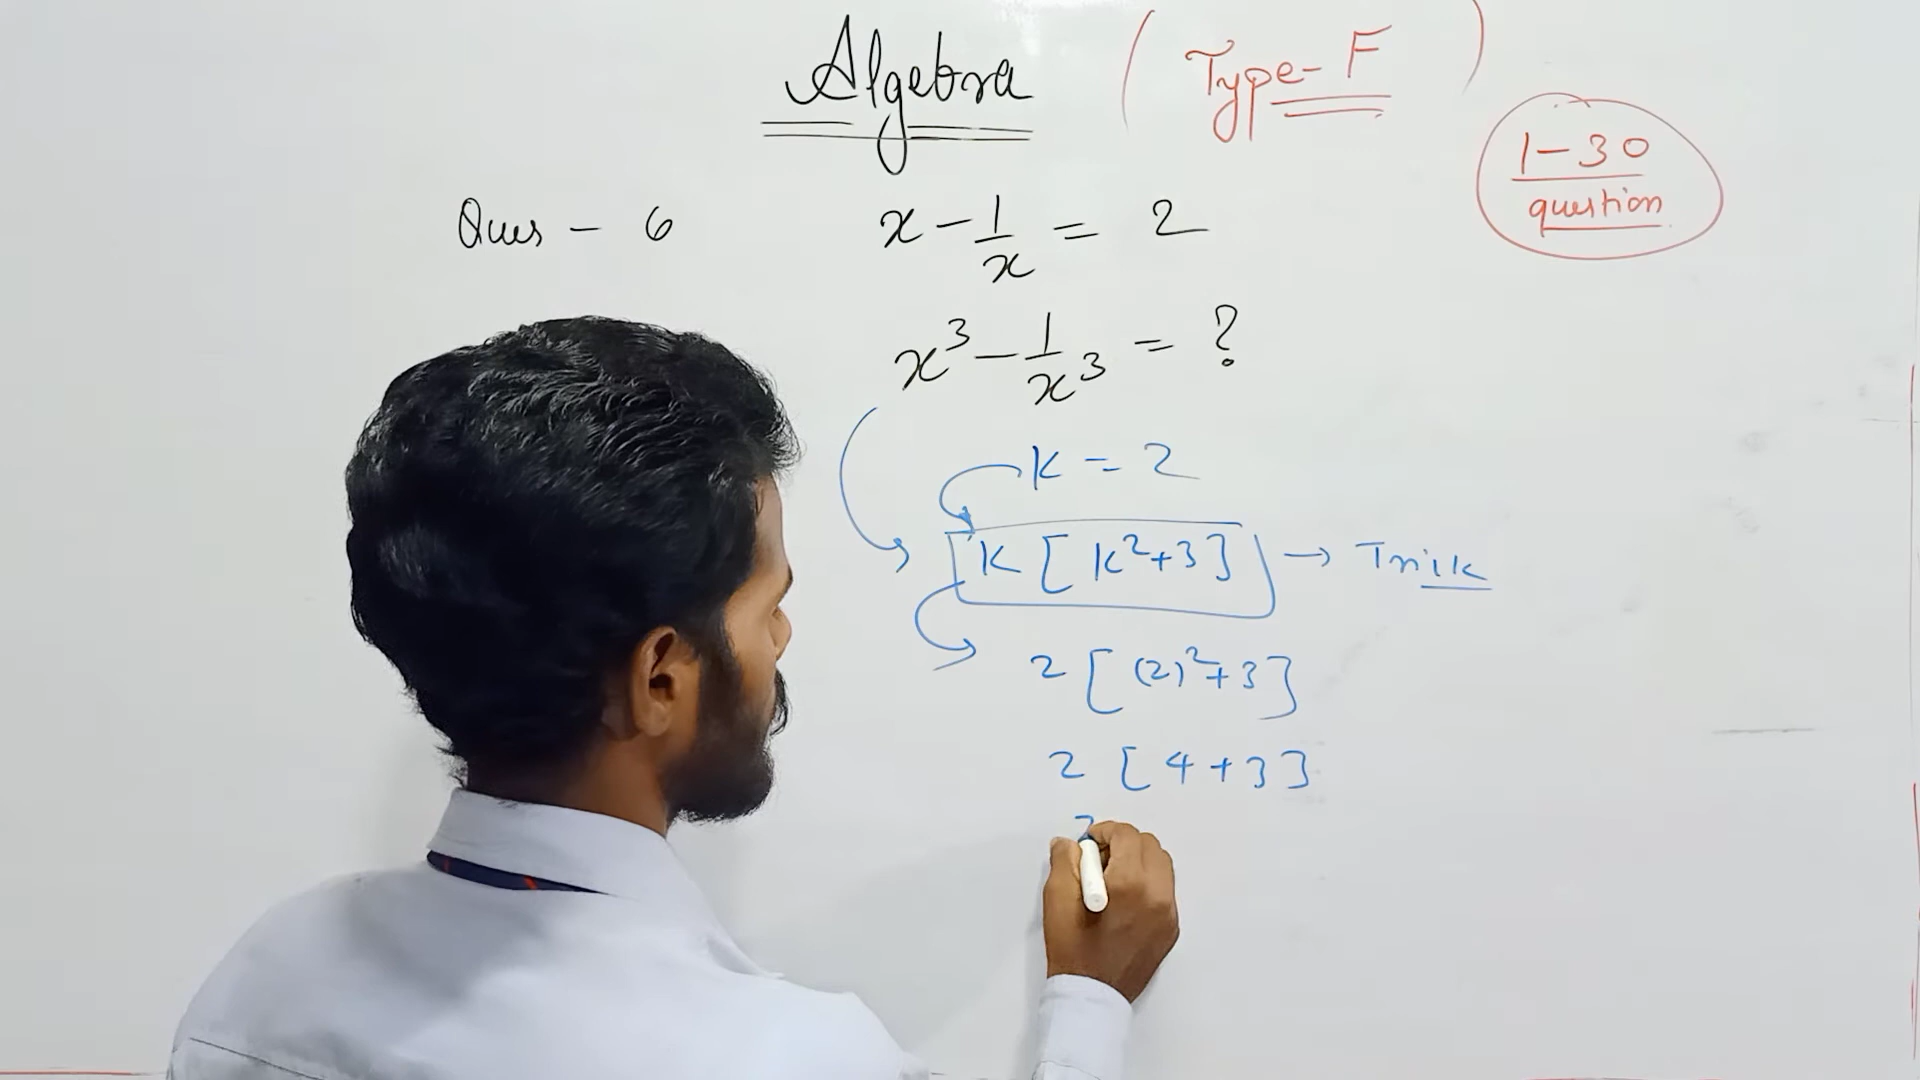 Algebra (Type-F)
1-30
question
Ques - 6 x - 1/x = 2
x³ - 1/x³ = ?
k = 2
k [k²+3] → Trick
2 [(2)²+3]
2 [4+3]